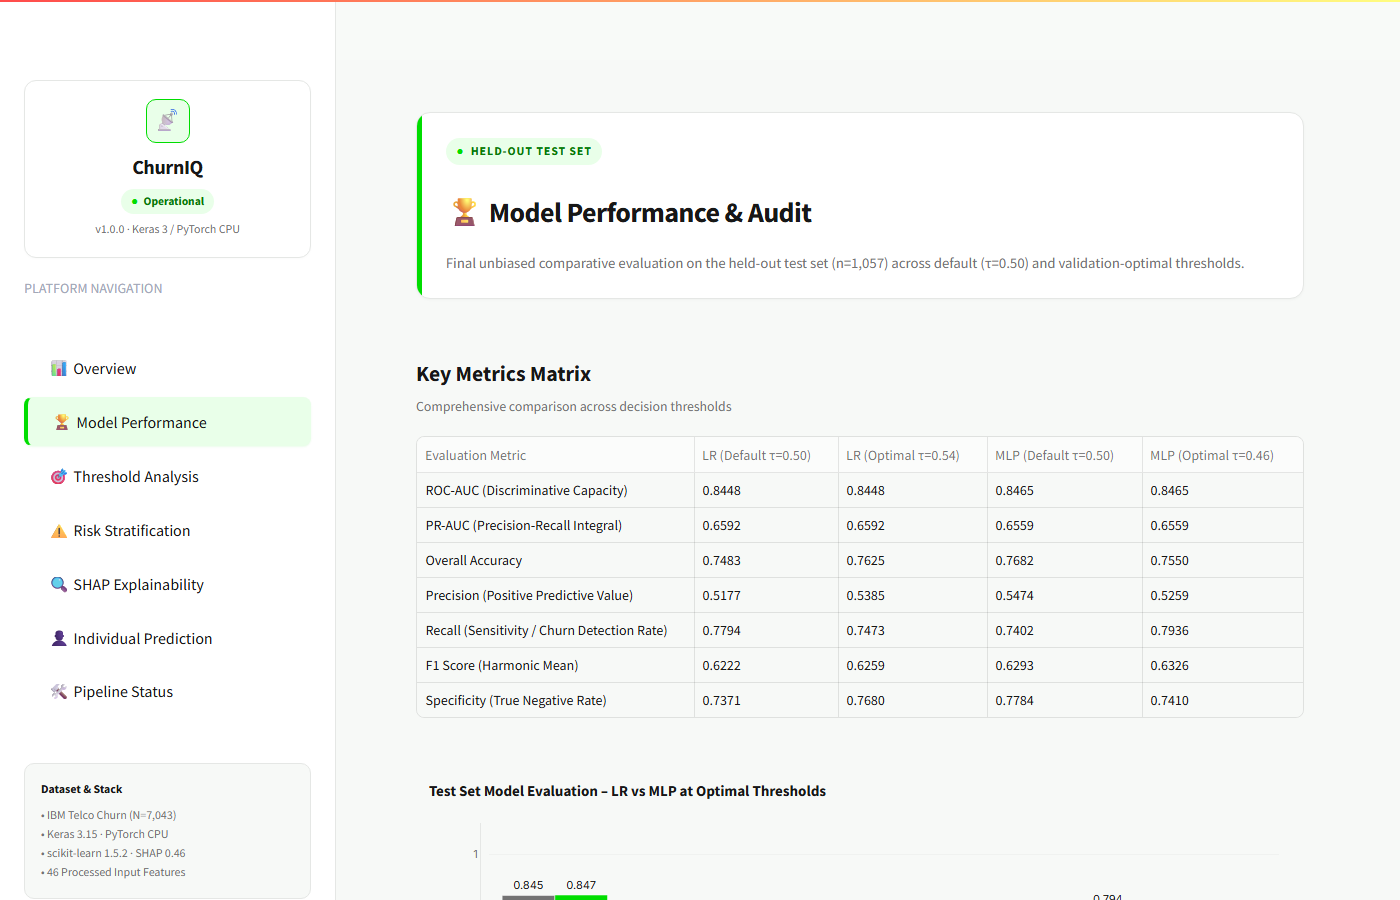 ChurnIQ
Operational
v1.0.0 · Keras 3 / PyTorch CPU
PLATFORM NAVIGATION
Overview
Model Performance
Threshold Analysis
Risk Stratification
SHAP Explainability
Individual Prediction
Pipeline Status
Dataset & Stack
• IBM Telco Churn (N=7,043)
• Keras 3.15 · PyTorch CPU
• scikit-learn 1.5.2 · SHAP 0.46
• 46 Processed Input Features
HELD-OUT TEST SET
Model Performance & Audit
Final unbiased comparative evaluation on the held-out test set (n=1,057) across default (τ=0.50) and validation-optimal thresholds.
Key Metrics Matrix
Comprehensive comparison across decision thresholds
Evaluation Metric LR (Default τ=0.50) LR (Optimal τ=0.54) MLP (Default τ=0.50) MLP (Optimal τ=0.46)
ROC-AUC (Discriminative Capacity) 0.8448 0.8448 0.8465 0.8465
PR-AUC (Precision-Recall Integral) 0.6592 0.6592 0.6559 0.6559
Overall Accuracy 0.7483 0.7625 0.7682 0.7550
Precision (Positive Predictive Value) 0.5177 0.5385 0.5474 0.5259
Recall (Sensitivity / Churn Detection Rate) 0.7794 0.7473 0.7402 0.7936
F1 Score (Harmonic Mean) 0.6222 0.6259 0.6293 0.6326
Specificity (True Negative Rate) 0.7371 0.7680 0.7784 0.7410
Test Set Model Evaluation – LR vs MLP at Optimal Thresholds
1
0.845 0.847
0.794